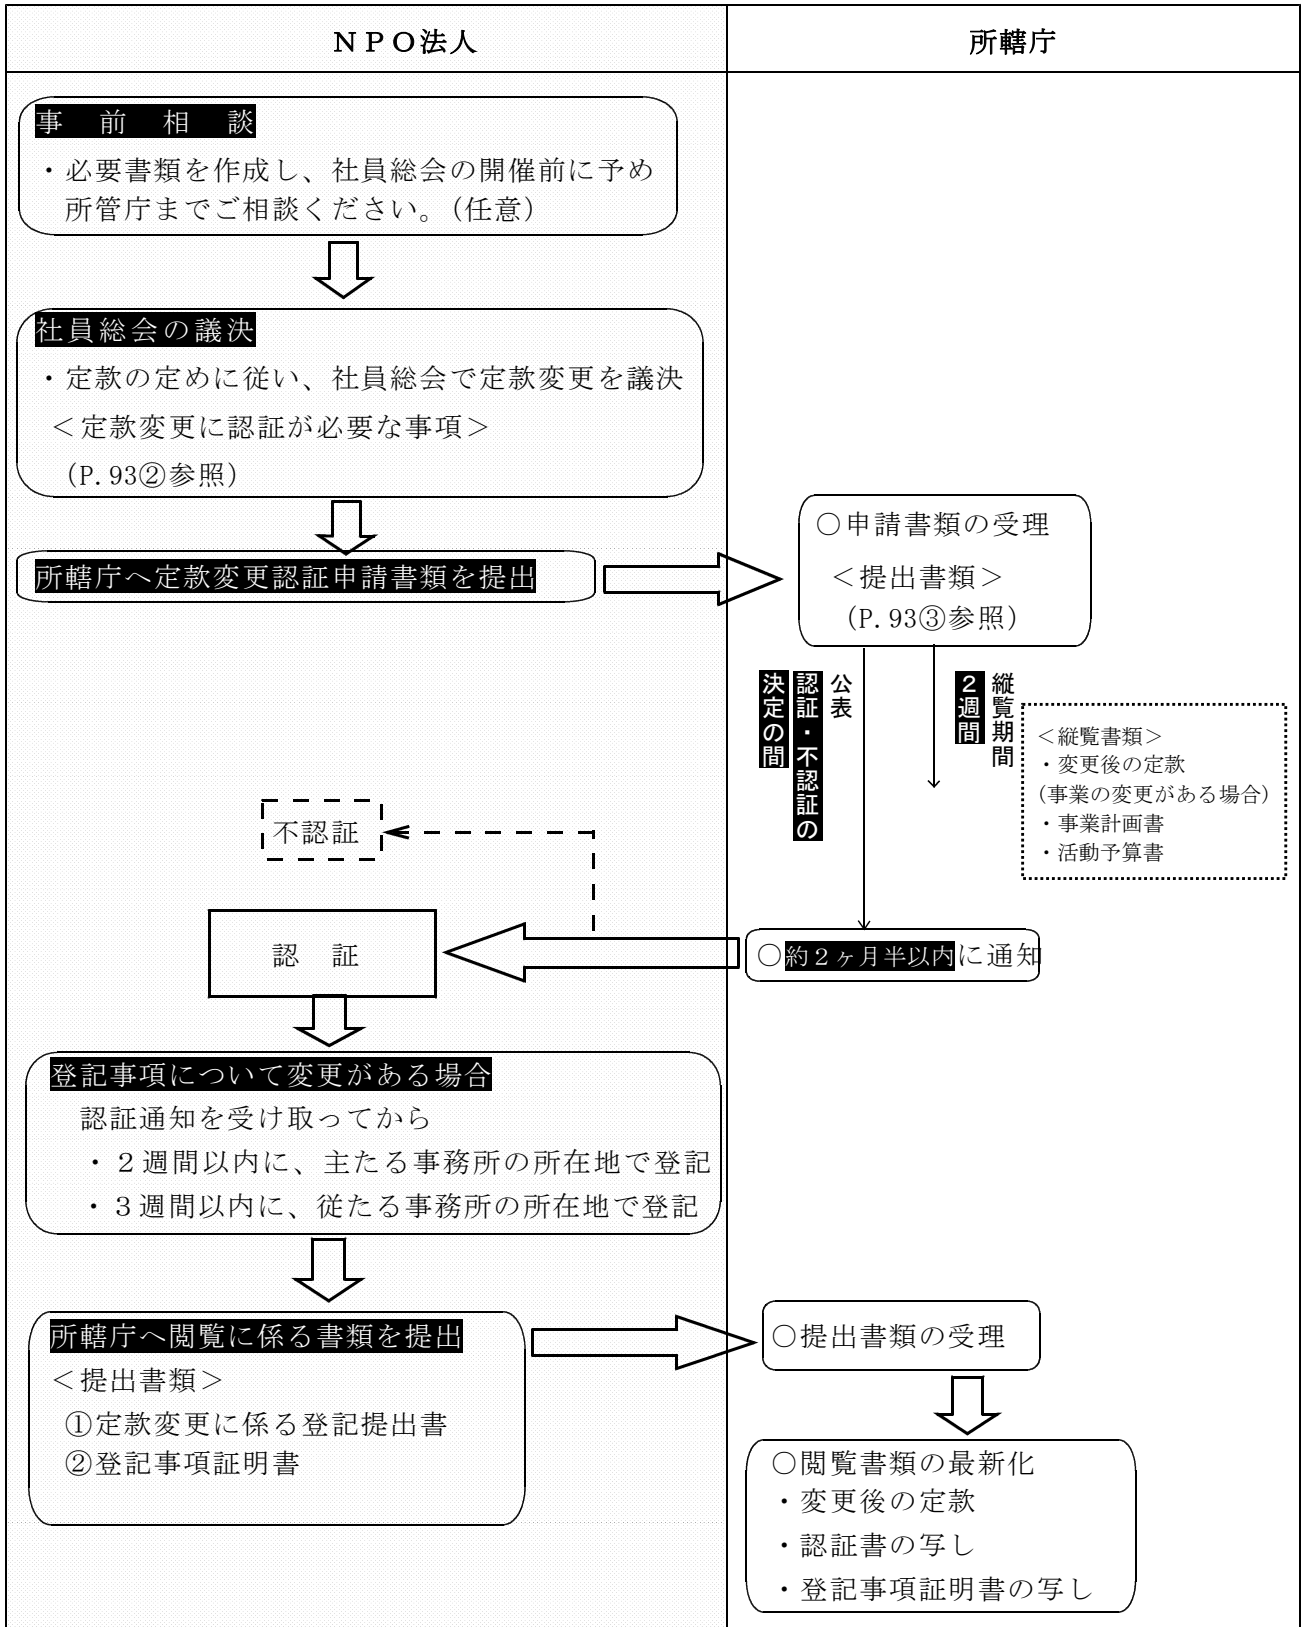 ＮＰＯ法人
所轄庁
事前相談
・必要書類を作成し、社員総会の開催前に予め
所管庁までご相談ください。（任意）
社員総会の議決
・定款の定めに従い、社員総会で定款変更を議決
＜定款変更に認証が必要な事項＞
（P.93②参照）
所轄庁へ定款変更認証申請書類を提出
○申請書類の受理
＜提出書類＞
（P.93③参照）
公表
認証・不認証の
決定の間
縦覧期間
２週間
＜縦覧書類＞
・変更後の定款
（事業の変更がある場合）
・事業計画書
・活動予算書
不認証
認 証
○約２ヶ月半以内に通知
登記事項について変更がある場合
認証通知を受け取ってから
・２週間以内に、主たる事務所の所在地で登記
・３週間以内に、従たる事務所の所在地で登記
所轄庁へ閲覧に係る書類を提出
＜提出書類＞
①定款変更に係る登記提出書
②登記事項証明書
○提出書類の受理
○閲覧書類の最新化
・変更後の定款
・認証書の写し
・登記事項証明書の写し